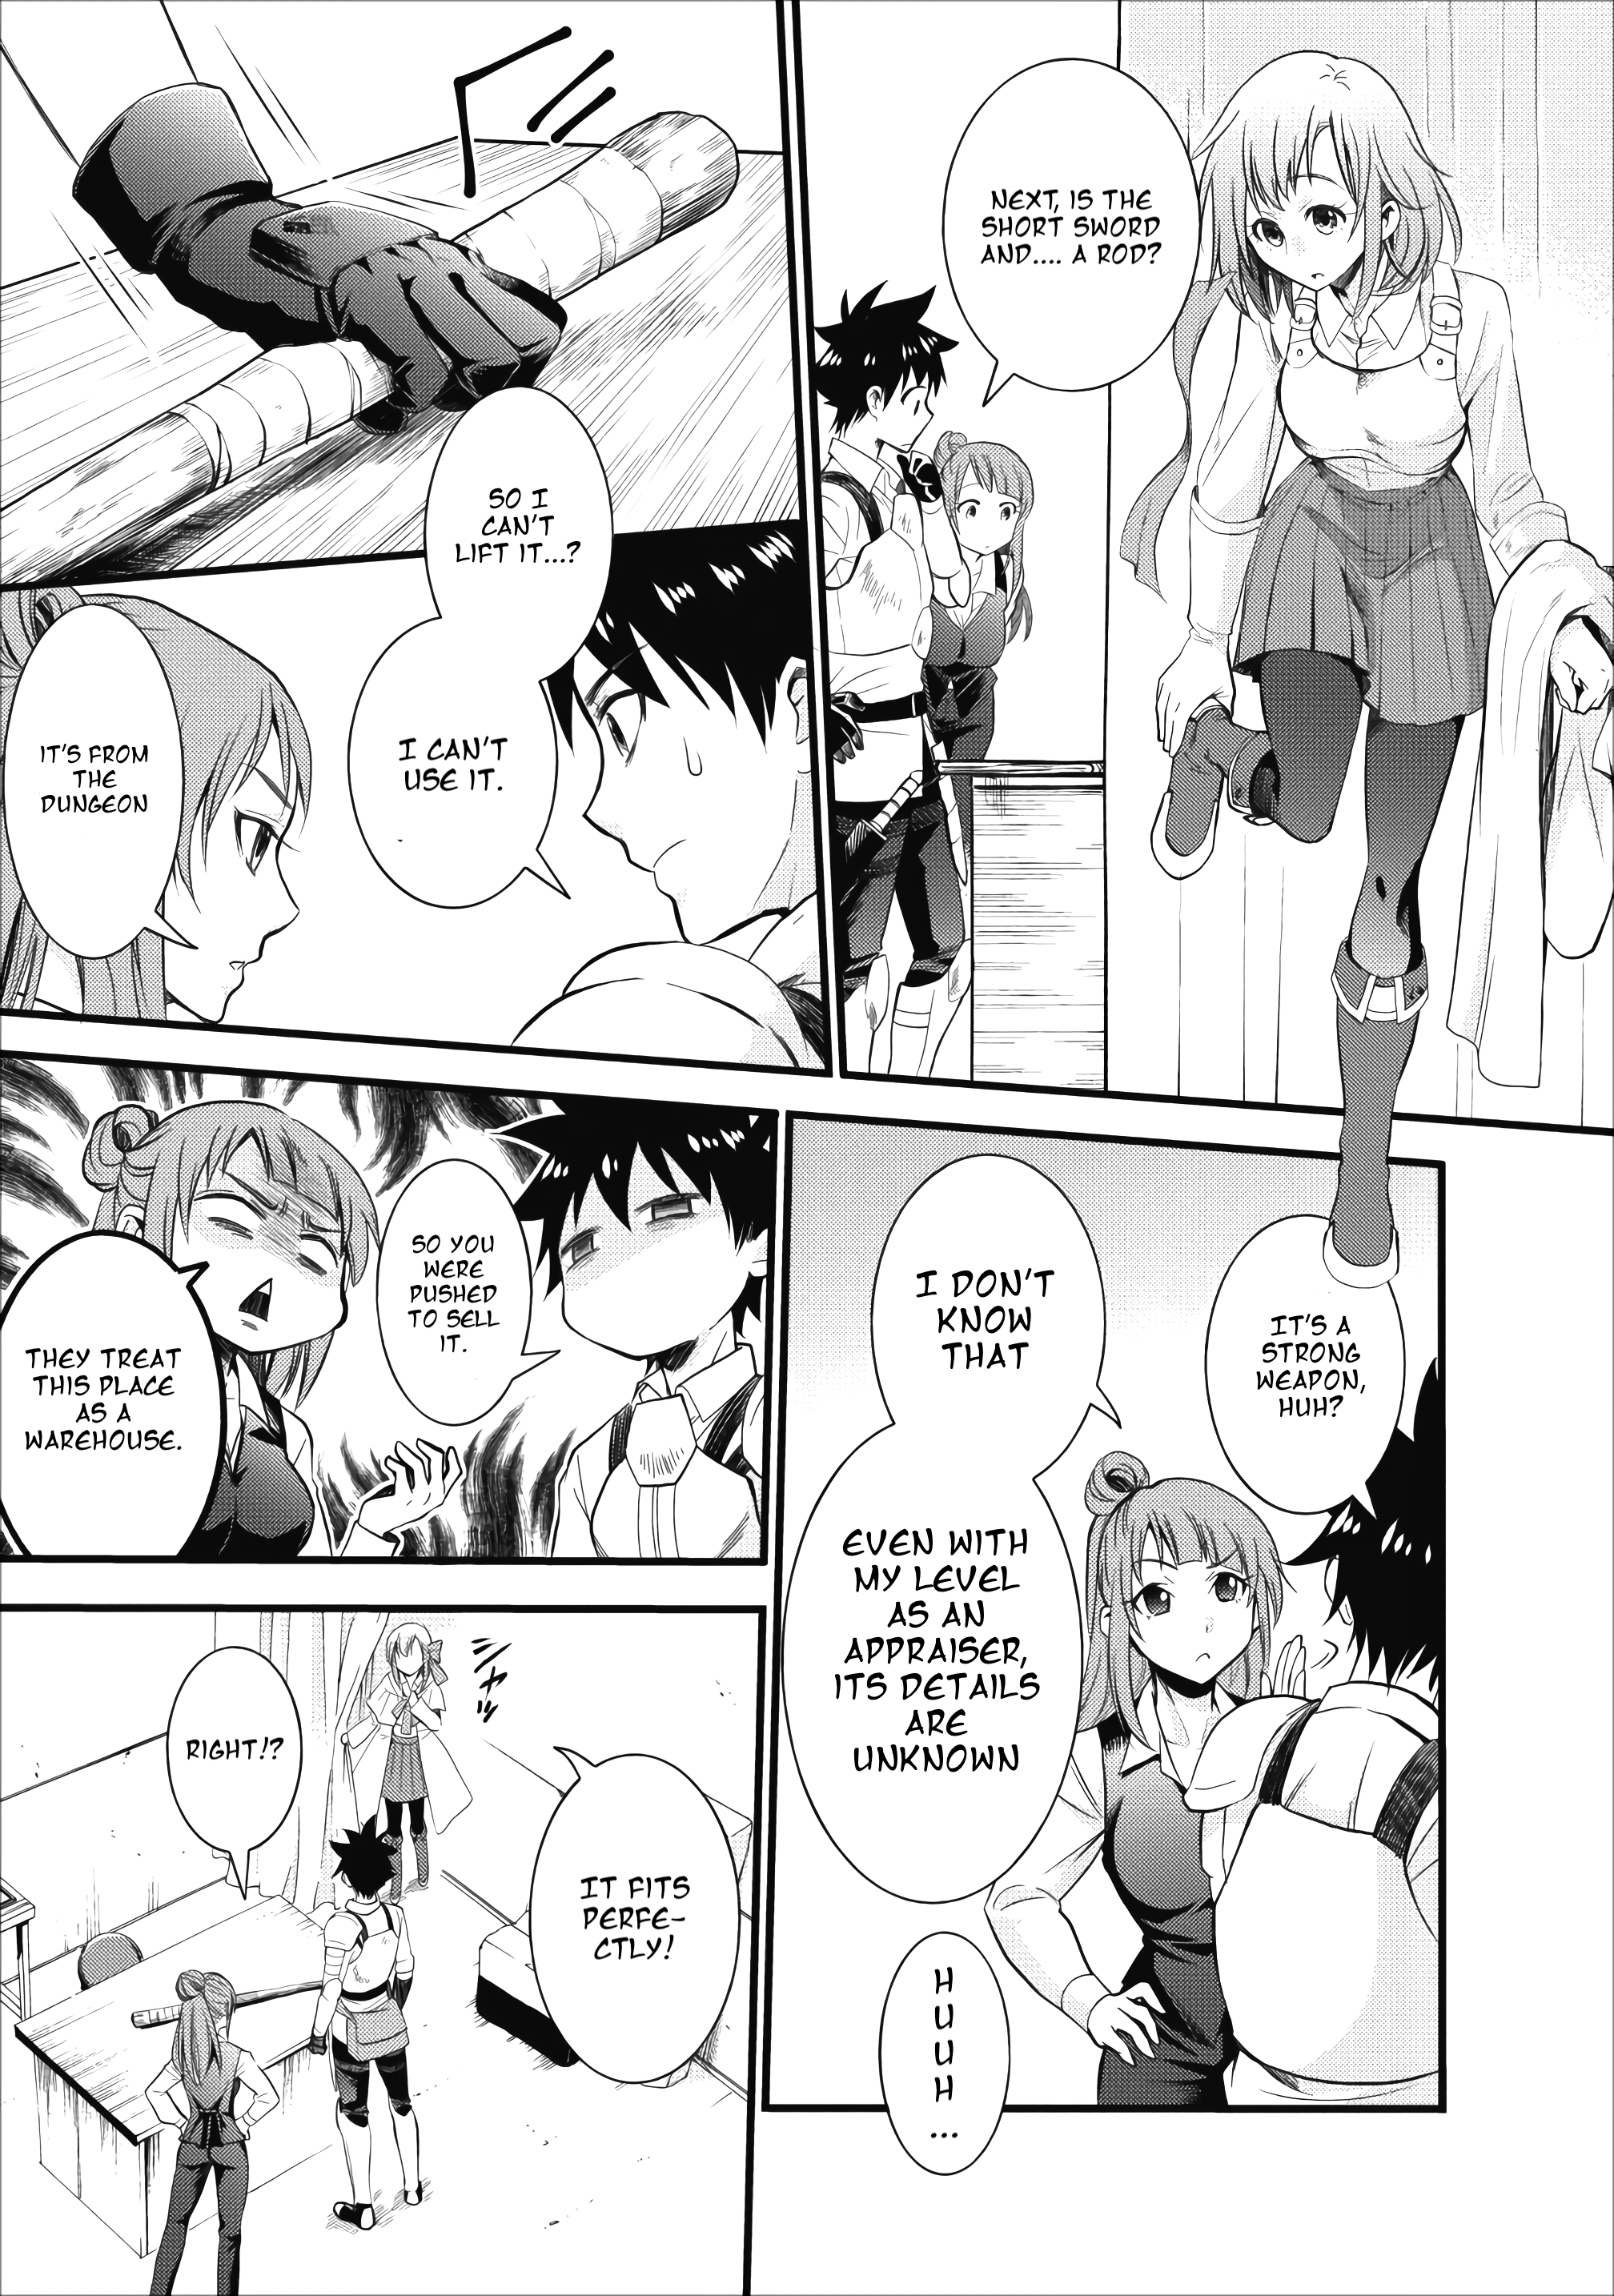 NEXT, IS THE
SHORT SWORD
AND.... A ROD?
SO I
CAN'T
LIFT IT...?
I CAN'T
USE IT.
IT'S FROM
THE
DUNGEON
IT'S A
STRONG
WEAPON,
HUH?
I DON'T
KNOW
THAT
EVEN WITH
MY LEVEL
AS AN
APPRAISER,
ITS DETAILS
ARE
UNKNOWN
H
U
U
H
...
SO YOU
WERE
PUSHED
TO SELL
IT.
THEY TREAT
THIS PLACE
AS A
WAREHOUSE.
シャッ
IT FITS
PERFE-
CTLY!
RIGHT!?